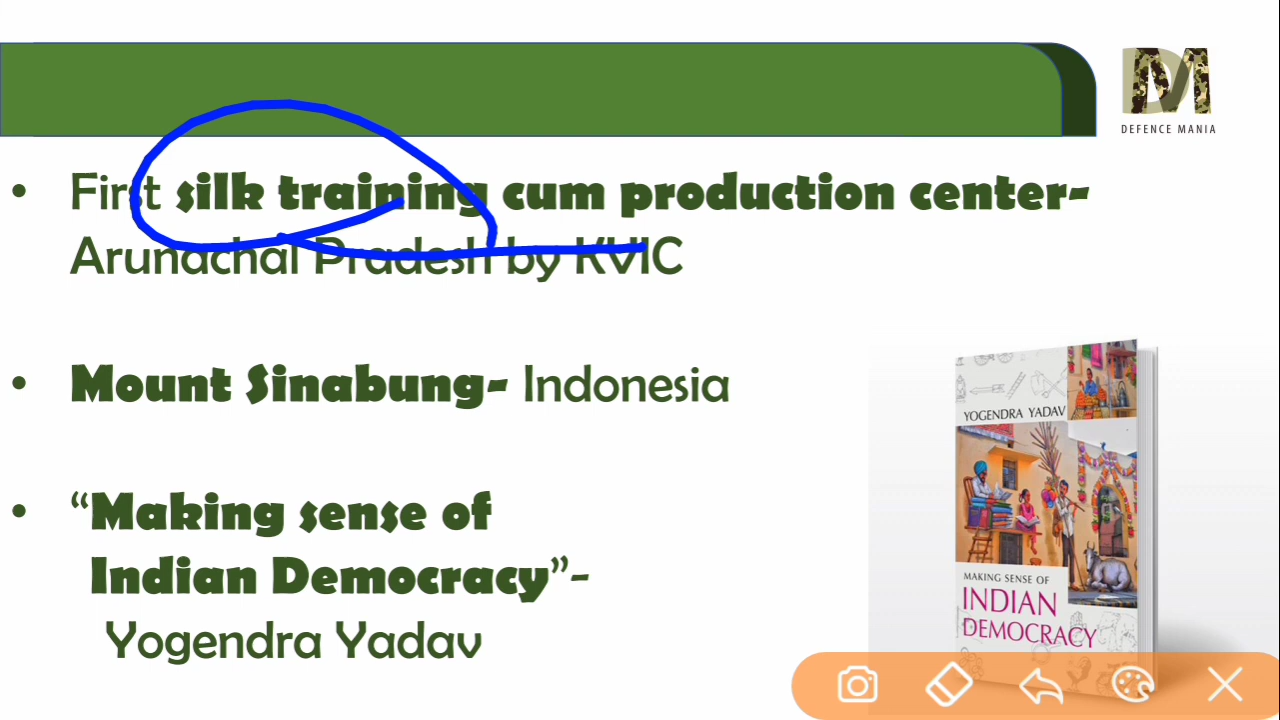 DM
DEFENCE MANIA
• First silk training cum production center-
Arunachal Pradesh by KVIC
• Mount Sinabung- Indonesia
• “Making sense of
Indian Democracy”-
Yogendra Yadav
YOGENDRA YADAV
MAKING SENSE OF
INDIAN
DEMOCRACY